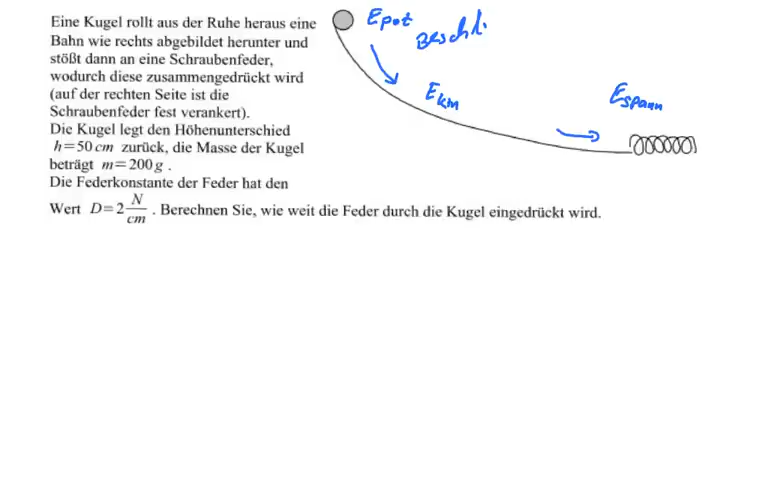 Eine Kugel rollt aus der Ruhe heraus eine
Bahn wie rechts abgebildet herunter und
stößt dann an eine Schraubenfeder,
wodurch diese zusammengedrückt wird
(auf der rechten Seite ist die
Schraubenfeder fest verankert).
Die Kugel legt den Höhenunterschied
h=50 cm zurück, die Masse der Kugel
beträgt m=200 g .
Die Federkonstante der Feder hat den
Wert D=2 N/cm . Berechnen Sie, wie weit die Feder durch die Kugel eingedrückt wird.
Epot
Beschl.
Ekin
Espann